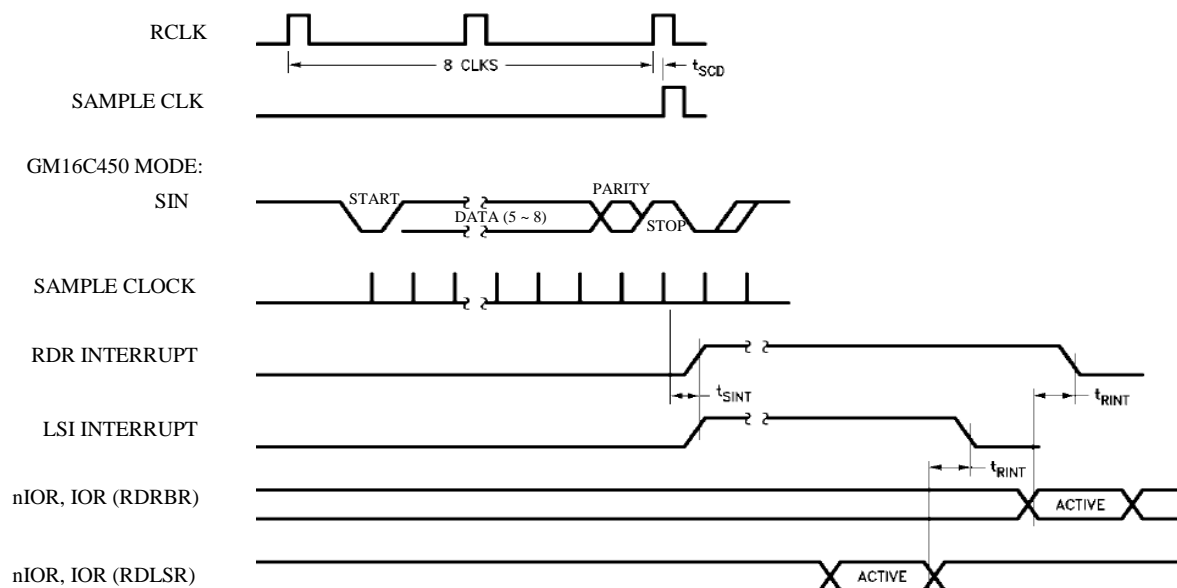 RCLK
8 CLKS
tSCD
SAMPLE CLK
GM16C450 MODE:
SIN
START
DATA (5 ~ 8)
PARITY
STOP
SAMPLE CLOCK
RDR INTERRUPT
tSINT
tRINT
LSI INTERRUPT
tRINT
nIOR, IOR (RDRBR)
ACTIVE
nIOR, IOR (RDLSR)
ACTIVE